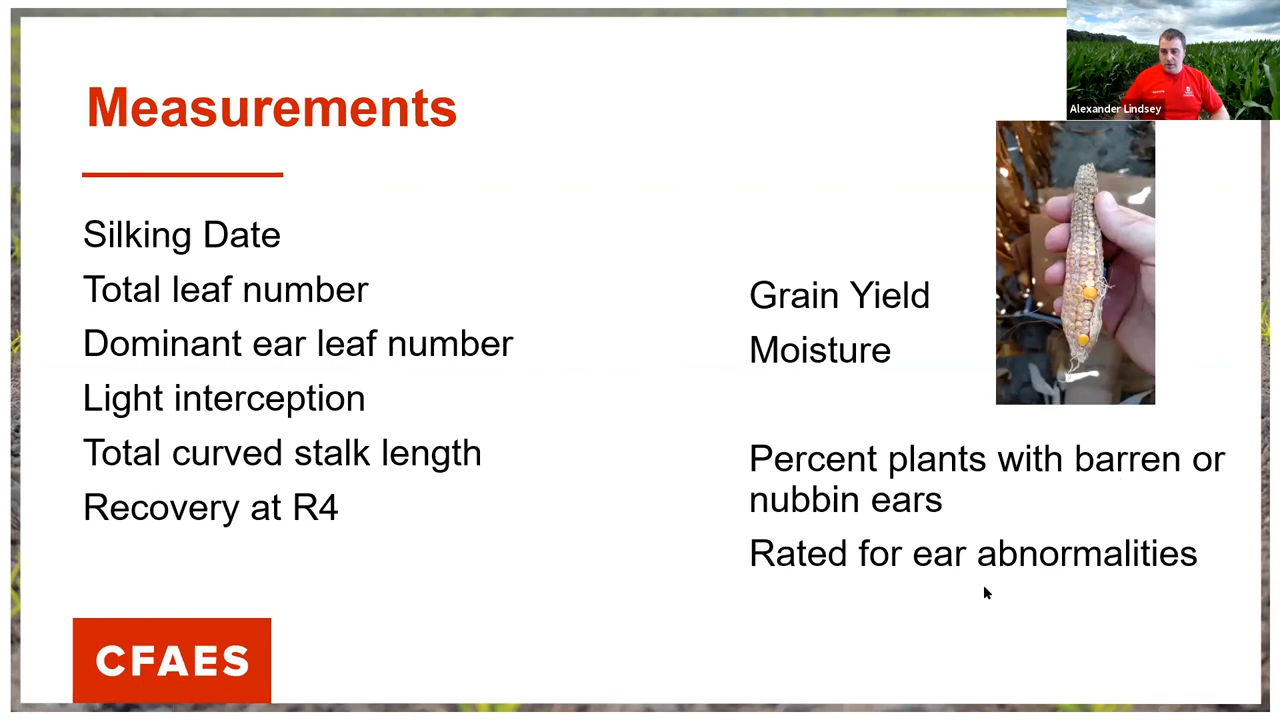 Measurements
Alexander Lindsey
Silking Date
Total leaf number
Dominant ear leaf number
Light interception
Total curved stalk length
Recovery at R4
Grain Yield
Moisture
Percent plants with barren or
nubbin ears
Rated for ear abnormalities
CFAES